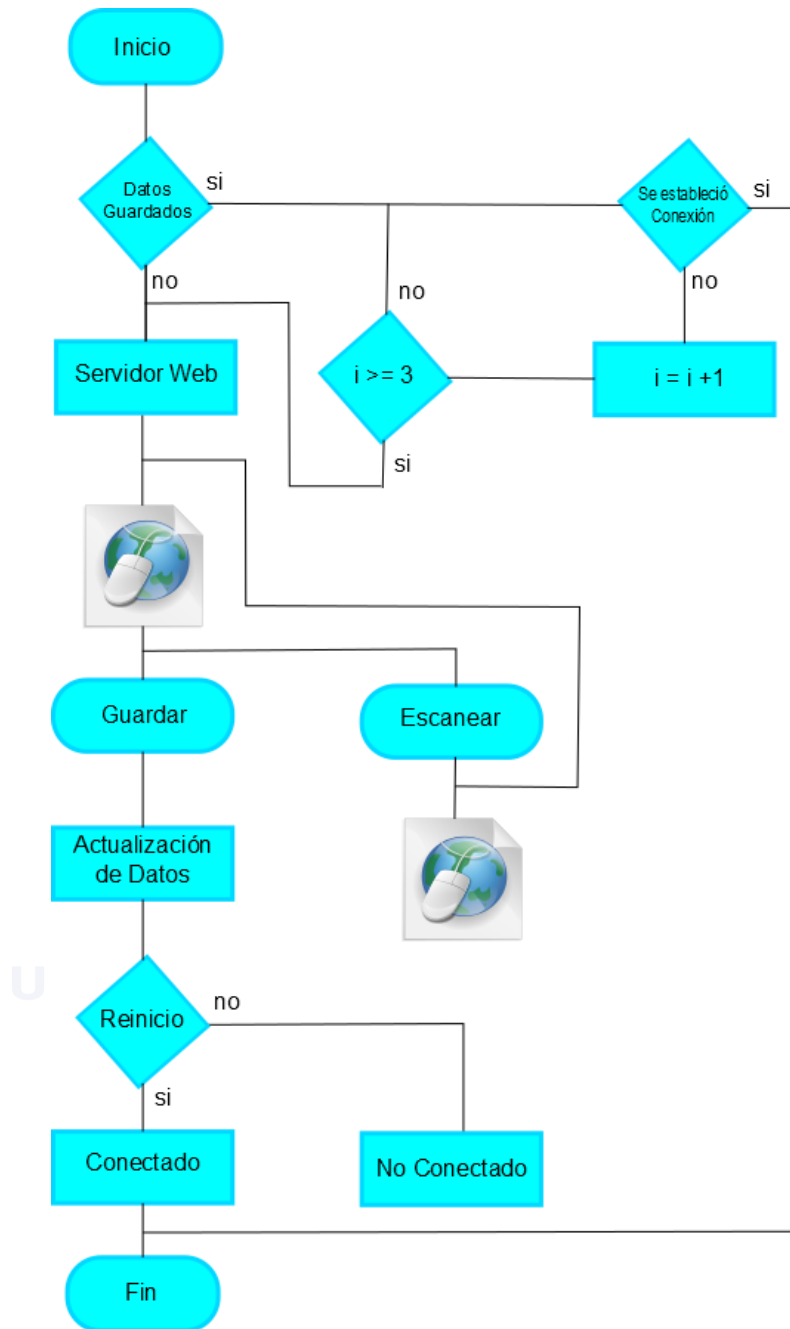 Inicio
Datos
Guardados
si
Se estableció
Conexión
si
no
no
no
Servidor Web
i >= 3
i = i +1
si
Guardar
Escanear
Actualización
de Datos
U
Reinicio
no
si
Conectado
No Conectado
Fin